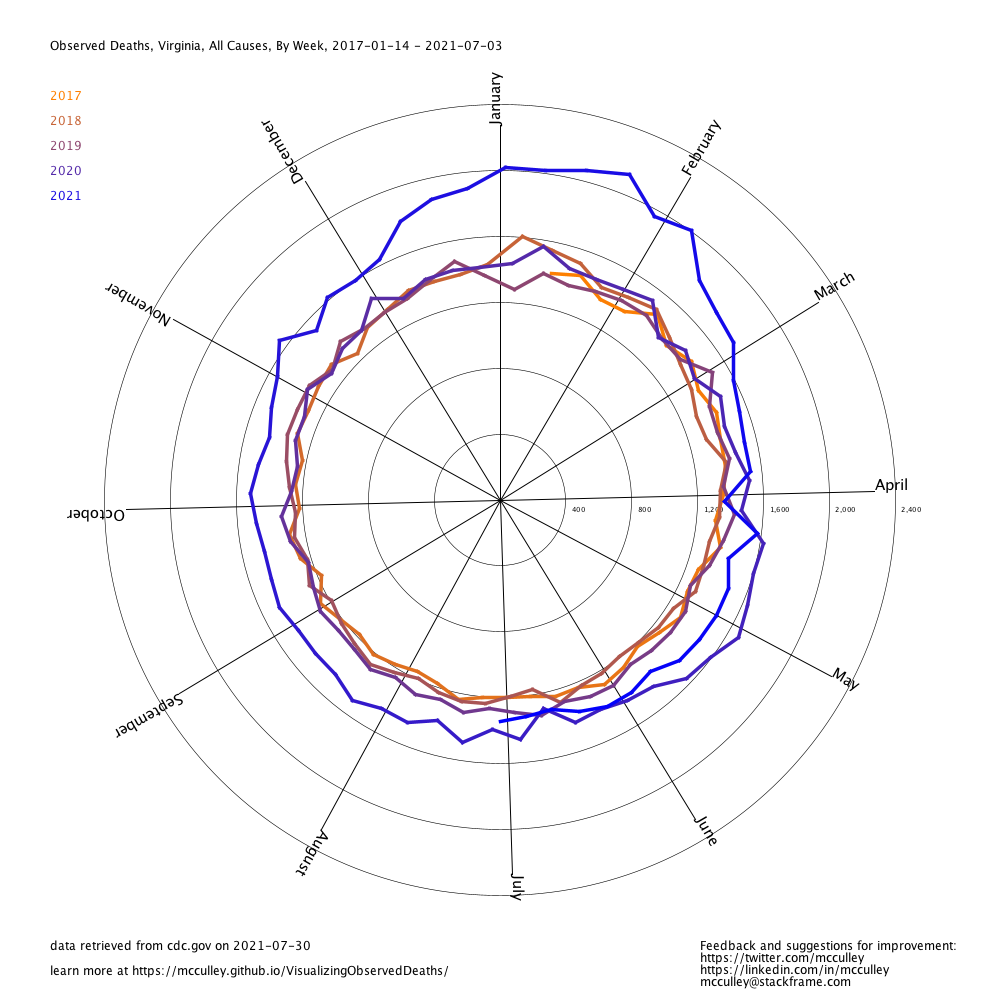 Observed Deaths, Virginia, All Causes, By Week, 2017-01-14 - 2021-07-03
2017
2018
2019
2020
2021
January
February
March
April
May
June
July
August
September
October
November
December
400
800
1,200
1,600
2,000
2,400
data retrieved from cdc.gov on 2021-07-30
learn more at https://mcculley.github.io/VisualizingObservedDeaths/
Feedback and suggestions for improvement:
https://twitter.com/mcculley
https://linkedin.com/in/mcculley
mcculley@stackframe.com